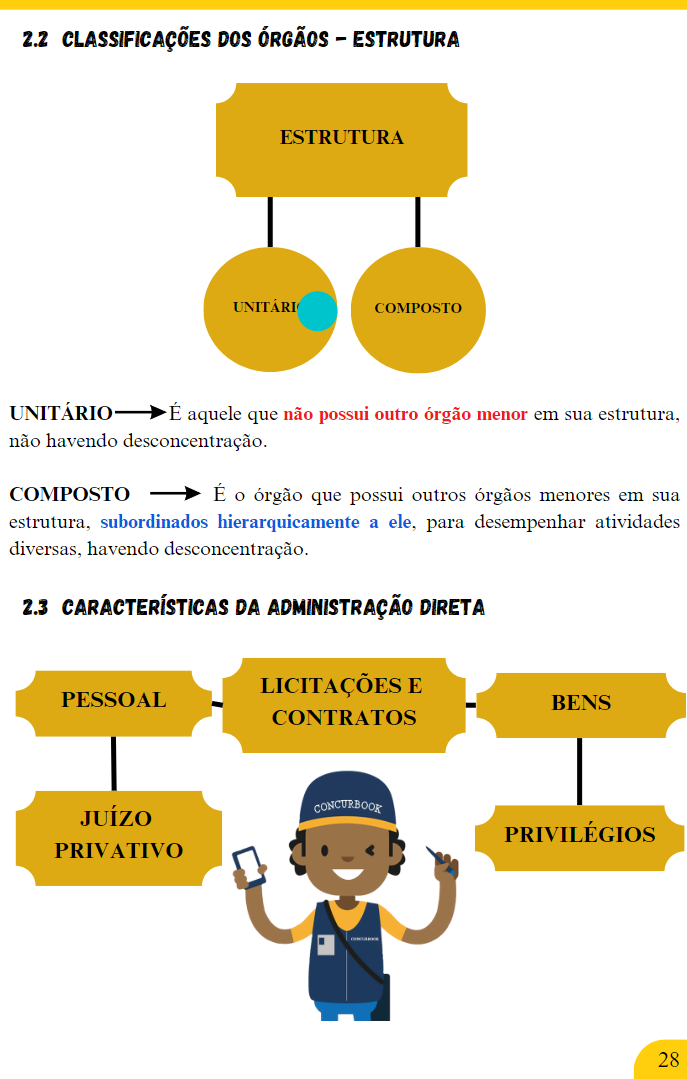 2.2 CLASSIFICAÇÕES DOS ÓRGÃOS – ESTRUTURA
ESTRUTURA
UNITÁRI
COMPOSTO
UNITÁRIO É aquele que não possui outro órgão menor em sua estrutura,
não havendo desconcentração.
COMPOSTO É o órgão que possui outros órgãos menores em sua
estrutura, subordinados hierarquicamente a ele, para desempenhar atividades
diversas, havendo desconcentração.
2.3 CARACTERÍSTICAS DA ADMINISTRAÇÃO DIRETA
PESSOAL
LICITAÇÕES E
CONTRATOS
BENS
JUÍZO
PRIVATIVO
PRIVILÉGIOS
CONCURBOOK
CONCURBOOK
28